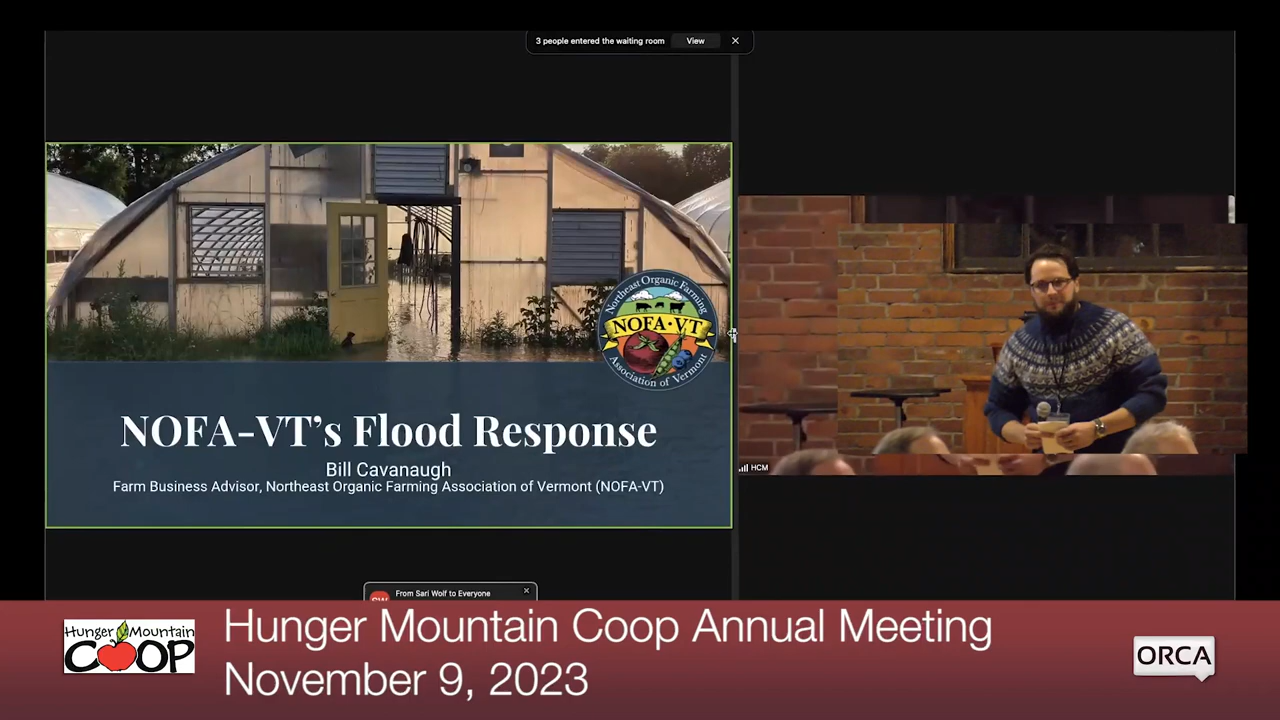 3 people entered the waiting room View
Northeast Organic Farming
NOFA·VT
Association of Vermont
NOFA-VT's Flood Response
Bill Cavanaugh
Farm Business Advisor, Northeast Organic Farming Association of Vermont (NOFA-VT)
HCM
From Sari Wolf to Everyone
SW
Hunger Mountain
COOP
Hunger Mountain Coop Annual Meeting
November 9, 2023
ORCA